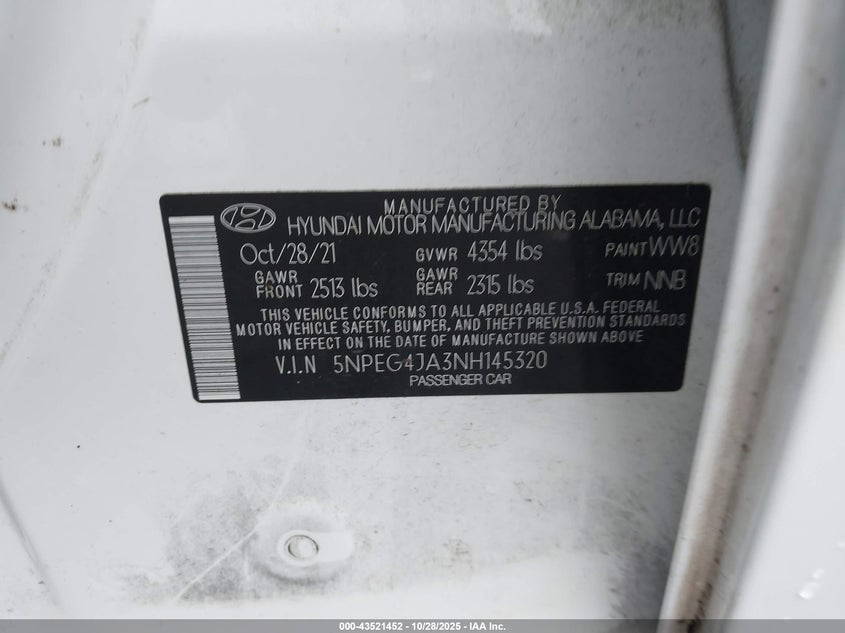 MANUFACTURED BY
HYUNDAI MOTOR MANUFACTURING ALABAMA, LLC
Oct/28/21 GVWR 4354 lbs PAINT WW8
GAWR FRONT 2513 lbs GAWR REAR 2315 lbs TRIM NNB
THIS VEHICLE CONFORMS TO ALL APPLICABLE U.S.A. FEDERAL
MOTOR VEHICLE SAFETY, BUMPER, AND THEFT PREVENTION STANDARDS
IN EFFECT ON THE DATE OF MANUFACTURE SHOWN ABOVE
V.I.N 5NPEG4JA3NH145320
PASSENGER CAR
000-43521452 - 10/28/2025 - IAA Inc.